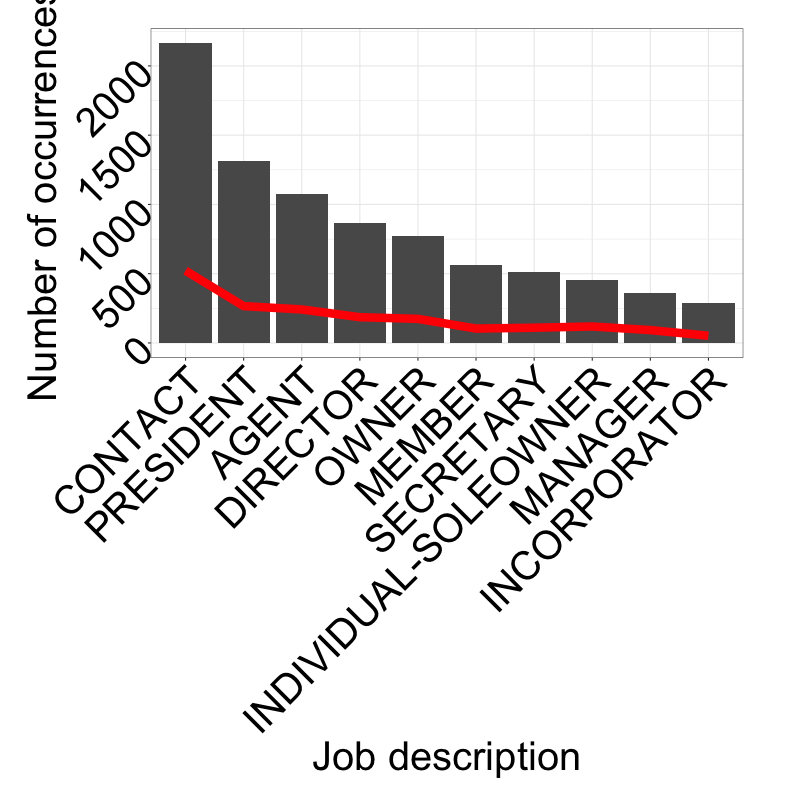 Number of occurrences
2000
1500
1000
500
0
CONTACT
PRESIDENT
AGENT
DIRECTOR
OWNER
MEMBER
SECRETARY
INDIVIDUAL-SOLEOWNER
MANAGER
INCORPORATOR
Job description